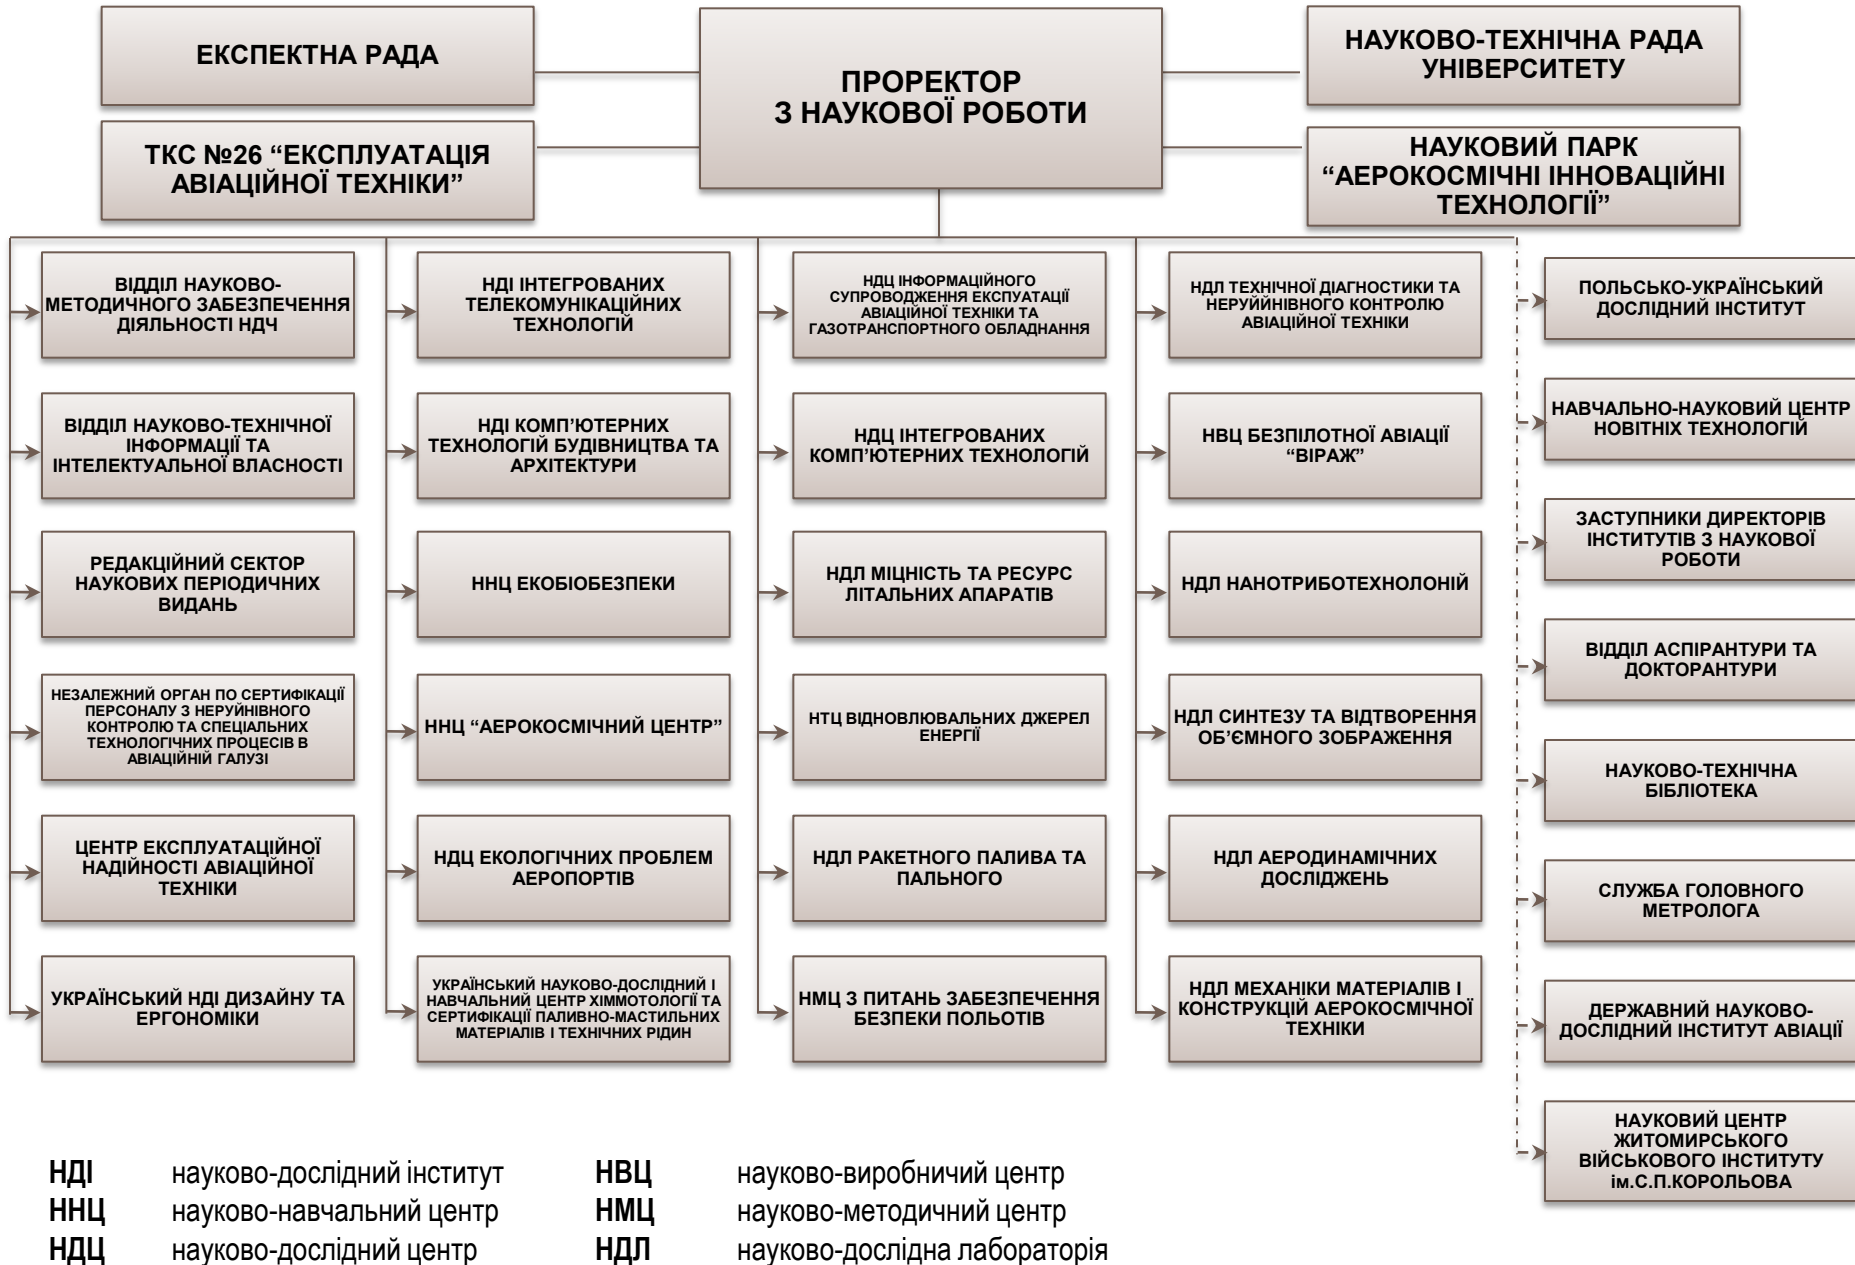 ЕКСПЕКТНА РАДА
ПРОРЕКТОР
З НАУКОВОЇ РОБОТИ
НАУКОВО-ТЕХНІЧНА РАДА
УНІВЕРСИТЕТУ
ТКС №26 “ЕКСПЛУАТАЦІЯ
АВІАЦІЙНОЇ ТЕХНІКИ”
НАУКОВИЙ ПАРК
“АЕРОКОСМІЧНІ ІННОВАЦІЙНІ
ТЕХНОЛОГІЇ”
ВІДДІЛ НАУКОВО-
МЕТОДИЧНОГО ЗАБЕЗПЕЧЕННЯ
ДІЯЛЬНОСТІ НДЧ
ВІДДІЛ НАУКОВО-ТЕХНІЧНОЇ
ІНФОРМАЦІЇ ТА
ІНТЕЛЕКТУАЛЬНОЇ ВЛАСНОСТІ
РЕДАКЦІЙНИЙ СЕКТОР
НАУКОВИХ ПЕРІОДИЧНИХ
ВИДАНЬ
НЕЗАЛЕЖНИЙ ОРГАН ПО СЕРТИФІКАЦІЇ
ПЕРСОНАЛУ З НЕРУЙНІВНОГО
КОНТРОЛЮ ТА СПЕЦІАЛЬНИХ
ТЕХНОЛОГІЧНИХ ПРОЦЕСІВ В
АВІАЦІЙНІЙ ГАЛУЗІ
ЦЕНТР ЕКСПЛУАТАЦІЙНОЇ
НАДІЙНОСТІ АВІАЦІЙНОЇ
ТЕХНІКИ
УКРАЇНСЬКИЙ НДІ ДИЗАЙНУ ТА
ЕРГОНОМІКИ
НДІ ІНТЕГРОВАНИХ
ТЕЛЕКОМУНІКАЦІЙНИХ
ТЕХНОЛОГІЙ
НДІ КОМП’ЮТЕРНИХ
ТЕХНОЛОГІЙ БУДІВНИЦТВА ТА
АРХІТЕКТУРИ
ННЦ ЕКОБІОБЕЗПЕКИ
ННЦ “АЕРОКОСМІЧНИЙ ЦЕНТР”
НДЦ ЕКОЛОГІЧНИХ ПРОБЛЕМ
АЕРОПОРТІВ
УКРАЇНСЬКИЙ НАУКОВО-ДОСЛІДНИЙ І
НАВЧАЛЬНИЙ ЦЕНТР ХІММОТОЛОГІЇ ТА
СЕРТИФІКАЦІЇ ПАЛИВНО-МАСТИЛЬНИХ
МАТЕРІАЛІВ І ТЕХНІЧНИХ РІДИН
НДЦ ІНФОРМАЦІЙНОГО
СУПРОВОДЖЕННЯ ЕКСПУАТАЦІЇ
АВІАЦІЙНОЇ ТЕХНІКИ ТА
ГАЗОТРАНСПОРТНОГО ОБЛАДНАННЯ
НДЦ ІНТЕГРОВАНИХ
КОМП’ЮТЕРНИХ ТЕХНОЛОГІЙ
НДЛ МІЦНІСТЬ ТА РЕСУРС
ЛІТАЛЬНИХ АПАРАТІВ
НТЦ ВІДНОВЛЮВАЛЬНИХ ДЖЕРЕЛ
ЕНЕРГІЇ
НДЛ РАКЕТНОГО ПАЛИВА ТА
ПАЛЬНОГО
НМЦ З ПИТАНЬ ЗАБЕЗПЕЧЕННЯ
БЕЗПЕКИ ПОЛЬОТІВ
НДЛ ТЕХНІЧНОЇ ДІАГНОСТИКИ ТА
НЕРУЙЙНІВНОГО КОНТРОЛЮ
АВІАЦІЙНОЇ ТЕХНІКИ
НВЦ БЕЗПІЛОТНОЇ АВІАЦІЇ
“ВІРАЖ”
НДЛ НАНОТРИБОТЕХНОЛОНІЙ
НДЛ СИНТЕЗУ ТА ВІДТВОРЕННЯ
ОБ’ЄМНОГО ЗОБРАЖЕННЯ
НДЛ АЕРОДИНАМІЧНИХ
ДОСЛІДЖЕНЬ
НДЛ МЕХАНІКИ МАТЕРІАЛІВ І
КОНСТРУКЦІЙ АЕРОКОСМІЧНОЇ
ТЕХНІКИ
ПОЛЬСЬКО-УКРАЇНСЬКИЙ
ДОСЛІДНИЙ ІНСТИТУТ
НАВЧАЛЬНО-НАУКОВИЙ ЦЕНТР
НОВІТНІХ ТЕХНОЛОГІЙ
ЗАСТУПНИКИ ДИРЕКТОРІВ
ІНСТИТУТІВ З НАУКОВОЇ
РОБОТИ
ВІДДІЛ АСПІРАНТУРИ ТА
ДОКТОРАНТУРИ
НАУКОВО-ТЕХНІЧНА
БІБЛІОТЕКА
СЛУЖБА ГОЛОВНОГО
МЕТРОЛОГА
ДЕРЖАВНИЙ НАУКОВО-
ДОСЛІДНИЙ ІНСТИТУТ АВІАЦІЇ
НАУКОВИЙ ЦЕНТР
ЖИТОМИРСЬКОГО
ВІЙСЬКОВОГО ІНСТИТУТУ
ім.С.П.КОРОЛЬОВА
НДІ науково-дослідний інститут
ННЦ науково-навчальний центр
НДЦ науково-дослідний центр
НВЦ науково-виробничий центр
НМЦ науково-методичний центр
НДЛ науково-дослідна лабораторія